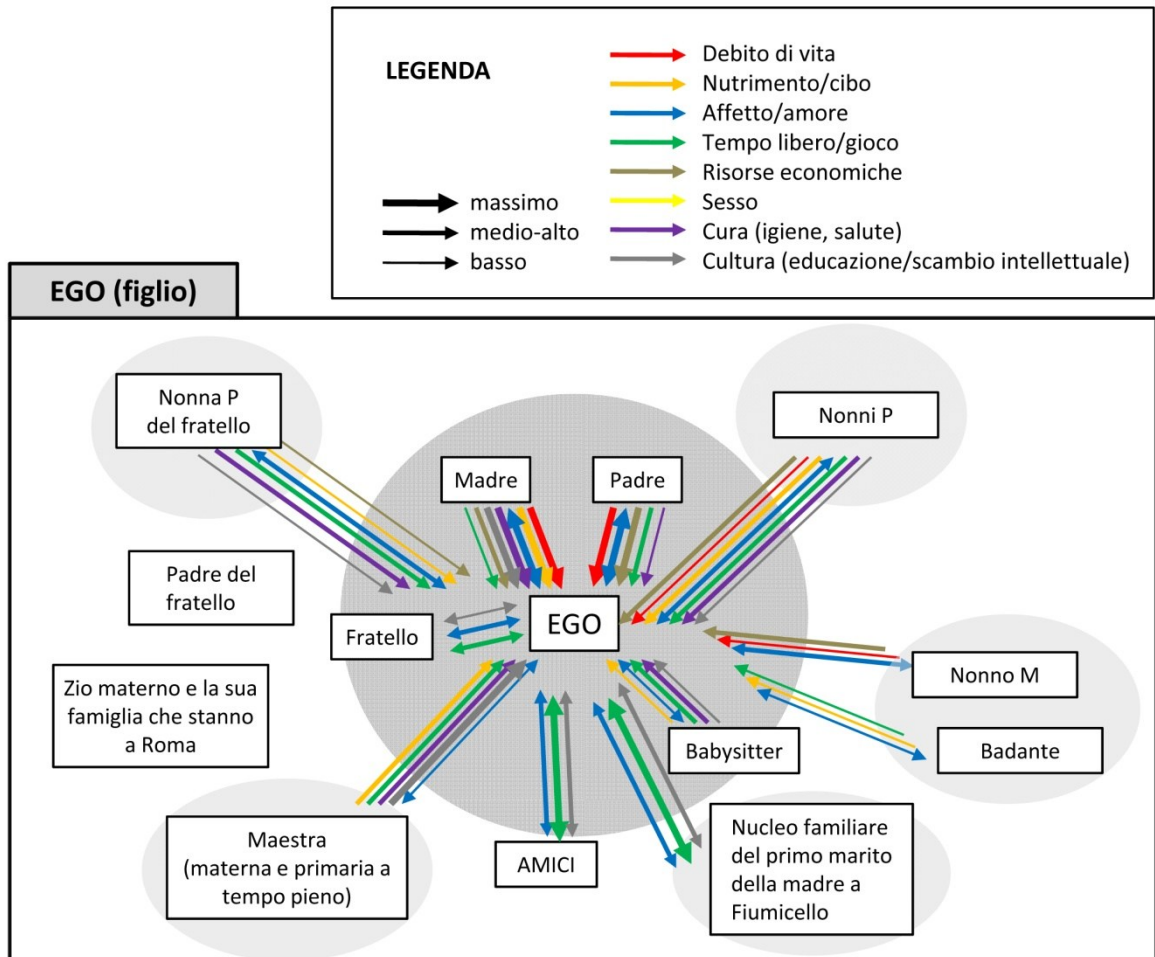 LEGENDA
massimo
medio-alto
basso
Debito di vita
Nutrimento/cibo
Affetto/amore
Tempo libero/gioco
Risorse economiche
Sesso
Cura (igiene, salute)
Cultura (educazione/scambio intellettuale)
EGO (figlio)
Nonna P
del fratello
Nonni P
Madre
Padre
Padre del
fratello
Fratello
EGO
Nonno M
Zio materno e la sua
famiglia che stanno
a Roma
Babysitter
Badante
Maestra
(materna e primaria a
tempo pieno)
AMICI
Nucleo familiare
del primo marito
della madre a
Fiumicello